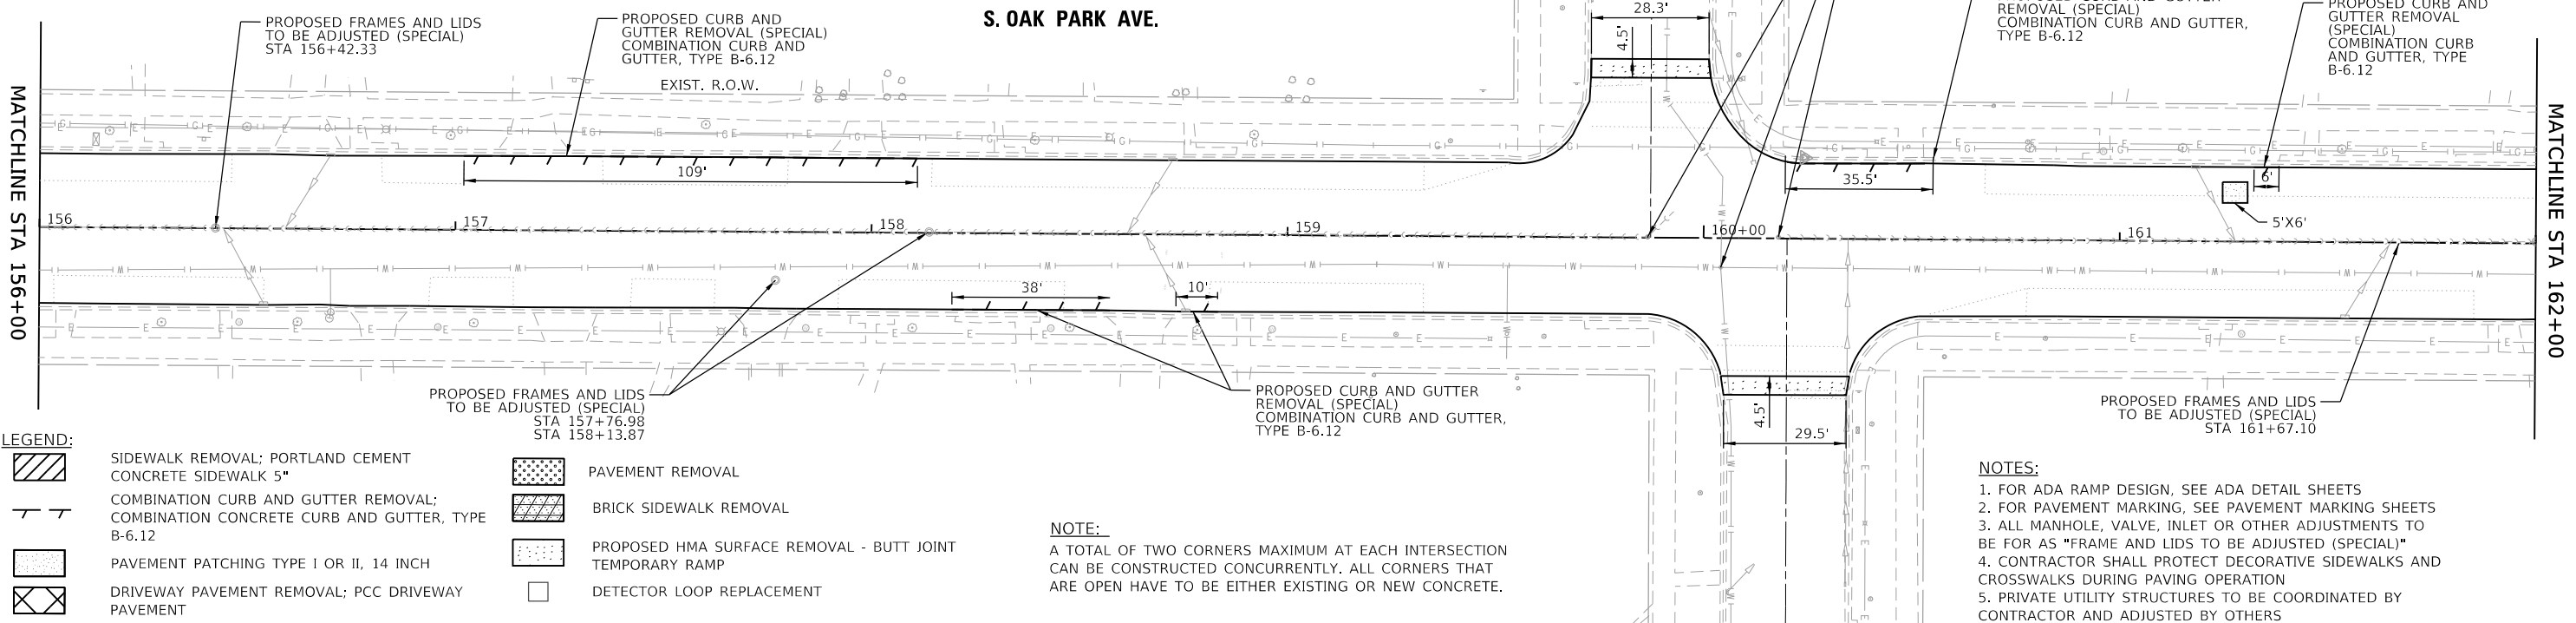 S. OAK PARK AVE.
PROPOSED FRAMES AND LIDS
TO BE ADJUSTED (SPECIAL)
STA 156+42.33
PROPOSED CURB AND
GUTTER REMOVAL (SPECIAL)
COMBINATION CURB AND
GUTTER, TYPE B-6.12
EXIST. R.O.W.
28.3'
4.5'
REMOVAL (SPECIAL)
COMBINATION CURB AND GUTTER,
TYPE B-6.12
PROPOSED CURB AND
GUTTER REMOVAL
(SPECIAL)
COMBINATION CURB
AND GUTTER, TYPE
B-6.12
MATCHLINE STA 156+00
MATCHLINE STA 162+00
109'
35.5'
6'
5'X6'
156
157
158
159
160+00
161
38'
10'
PROPOSED FRAMES AND LIDS
TO BE ADJUSTED (SPECIAL)
STA 157+76.98
STA 158+13.87
PROPOSED CURB AND GUTTER
REMOVAL (SPECIAL)
COMBINATION CURB AND GUTTER,
TYPE B-6.12
4.5'
29.5'
PROPOSED FRAMES AND LIDS
TO BE ADJUSTED (SPECIAL)
STA 161+67.10
LEGEND:
SIDEWALK REMOVAL; PORTLAND CEMENT
CONCRETE SIDEWALK 5"
COMBINATION CURB AND GUTTER REMOVAL;
COMBINATION CONCRETE CURB AND GUTTER, TYPE
B-6.12
PAVEMENT PATCHING TYPE I OR II, 14 INCH
DRIVEWAY PAVEMENT REMOVAL; PCC DRIVEWAY
PAVEMENT
PAVEMENT REMOVAL
BRICK SIDEWALK REMOVAL
PROPOSED HMA SURFACE REMOVAL - BUTT JOINT
TEMPORARY RAMP
DETECTOR LOOP REPLACEMENT
NOTE:
A TOTAL OF TWO CORNERS MAXIMUM AT EACH INTERSECTION
CAN BE CONSTRUCTED CONCURRENTLY. ALL CORNERS THAT
ARE OPEN HAVE TO BE EITHER EXISTING OR NEW CONCRETE.
NOTES:
1. FOR ADA RAMP DESIGN, SEE ADA DETAIL SHEETS
2. FOR PAVEMENT MARKING, SEE PAVEMENT MARKING SHEETS
3. ALL MANHOLE, VALVE, INLET OR OTHER ADJUSTMENTS TO
BE FOR AS "FRAME AND LIDS TO BE ADJUSTED (SPECIAL)"
4. CONTRACTOR SHALL PROTECT DECORATIVE SIDEWALKS AND
CROSSWALKS DURING PAVING OPERATION
5. PRIVATE UTILITY STRUCTURES TO BE COORDINATED BY
CONTRACTOR AND ADJUSTED BY OTHERS